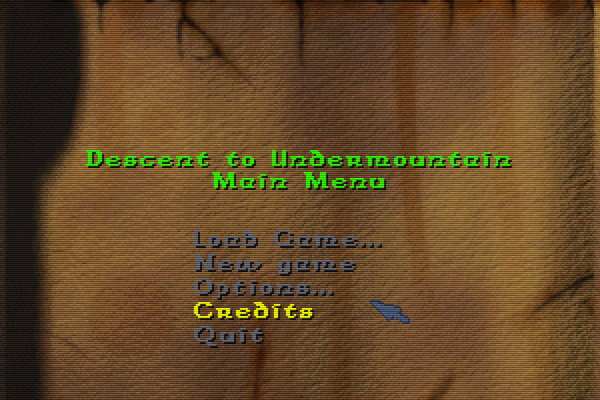 Descent to Undermountain
Main Menu
Load Game...
New game
Options...
Credits
Quit